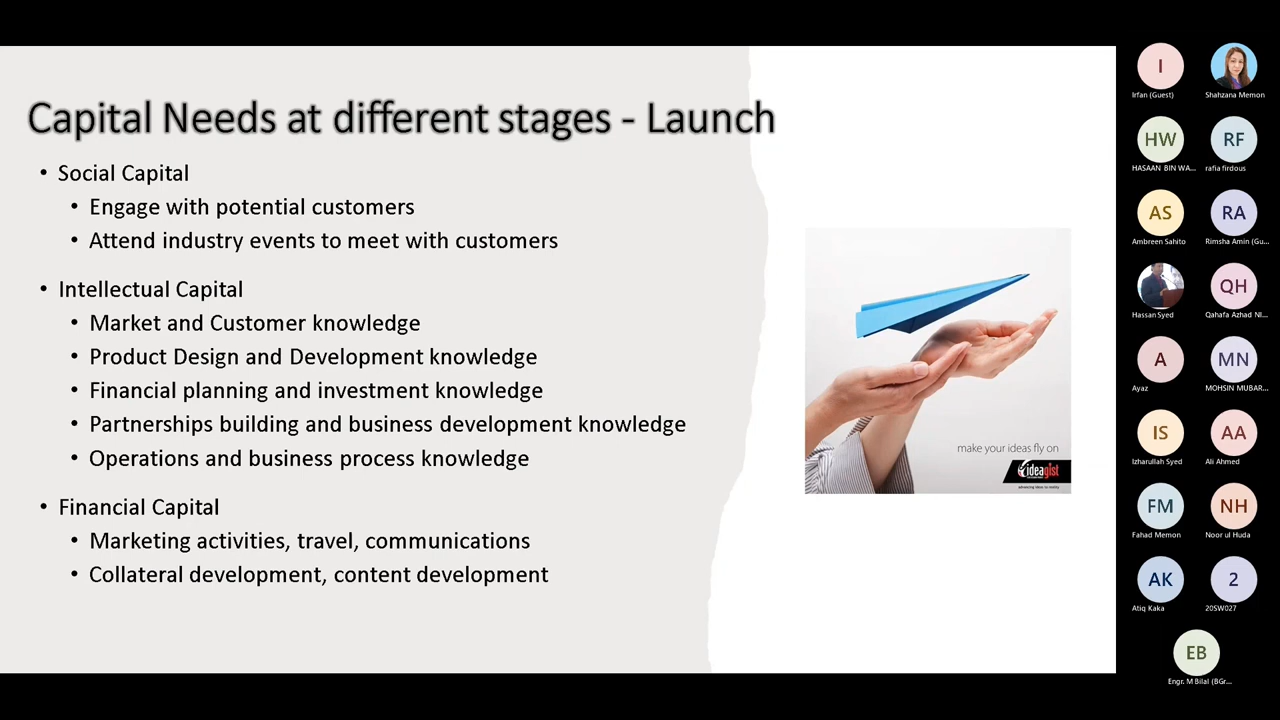 Capital Needs at different stages - Launch
• Social Capital
• Engage with potential customers
• Attend industry events to meet with customers
• Intellectual Capital
• Market and Customer knowledge
• Product Design and Development knowledge
• Financial planning and investment knowledge
• Partnerships building and business development knowledge
• Operations and business process knowledge
• Financial Capital
• Marketing activities, travel, communications
• Collateral development, content development
make your ideas fly on
ideagist
advancing ideas to reality
I
Irfan (Guest)
Shahzana Memon
HW
HASAAN BIN WA...
RF
rafia firdous
AS
Ambreen Sahito
RA
Rimsha Amin (Gu...
Hassan Syed
QH
Qahafa Azhad NI...
A
Ayaz
MN
MOHSIN MUBAR...
IS
Izharullah Syed
AA
Ali Ahmed
FM
Fahad Memon
NH
Noor ul Huda
AK
Atiq Kaka
2
20SW027
EB
Engr. M Bilal (BGr...